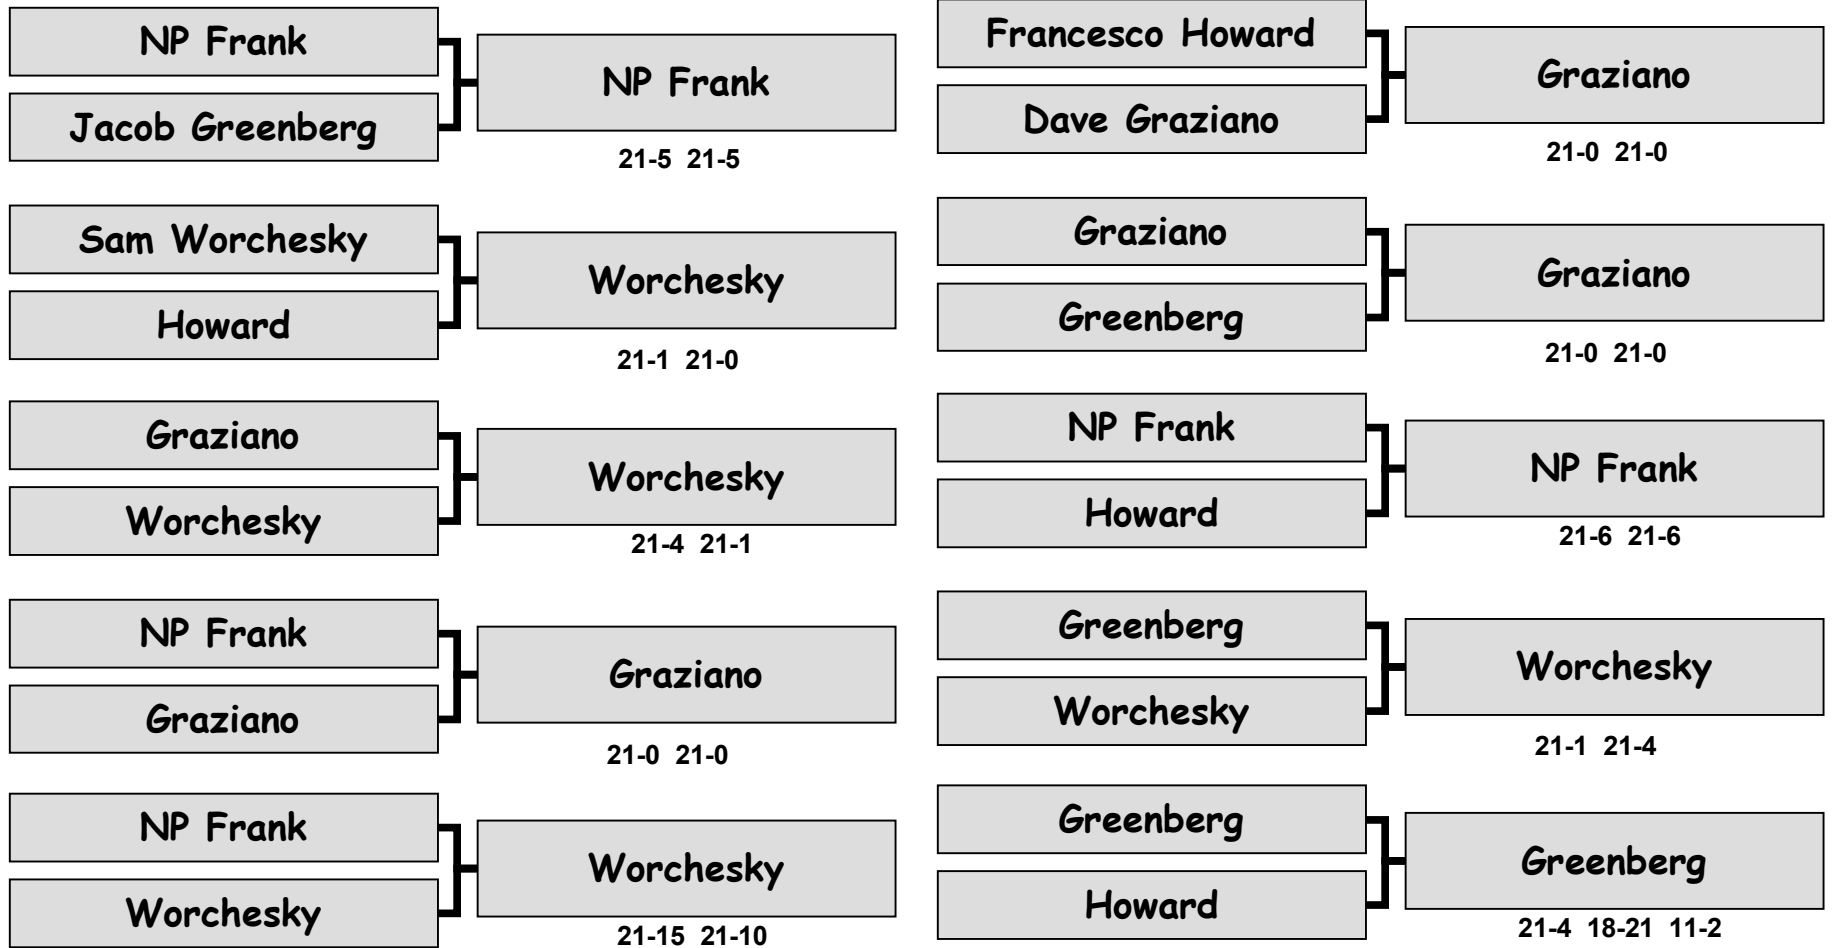 NP Frank
Jacob Greenberg
NP Frank
21-5 21-5
Sam Worchesky
Howard
Worchesky
21-1 21-0
Graziano
Worchesky
Worchesky
21-4 21-1
NP Frank
Graziano
Graziano
21-0 21-0
NP Frank
Worchesky
Worchesky
21-15 21-10
Francesco Howard
Dave Graziano
Graziano
21-0 21-0
Graziano
Greenberg
Graziano
21-0 21-0
NP Frank
Howard
NP Frank
21-6 21-6
Greenberg
Worchesky
Worchesky
21-1 21-4
Greenberg
Howard
Greenberg
21-4 18-21 11-2